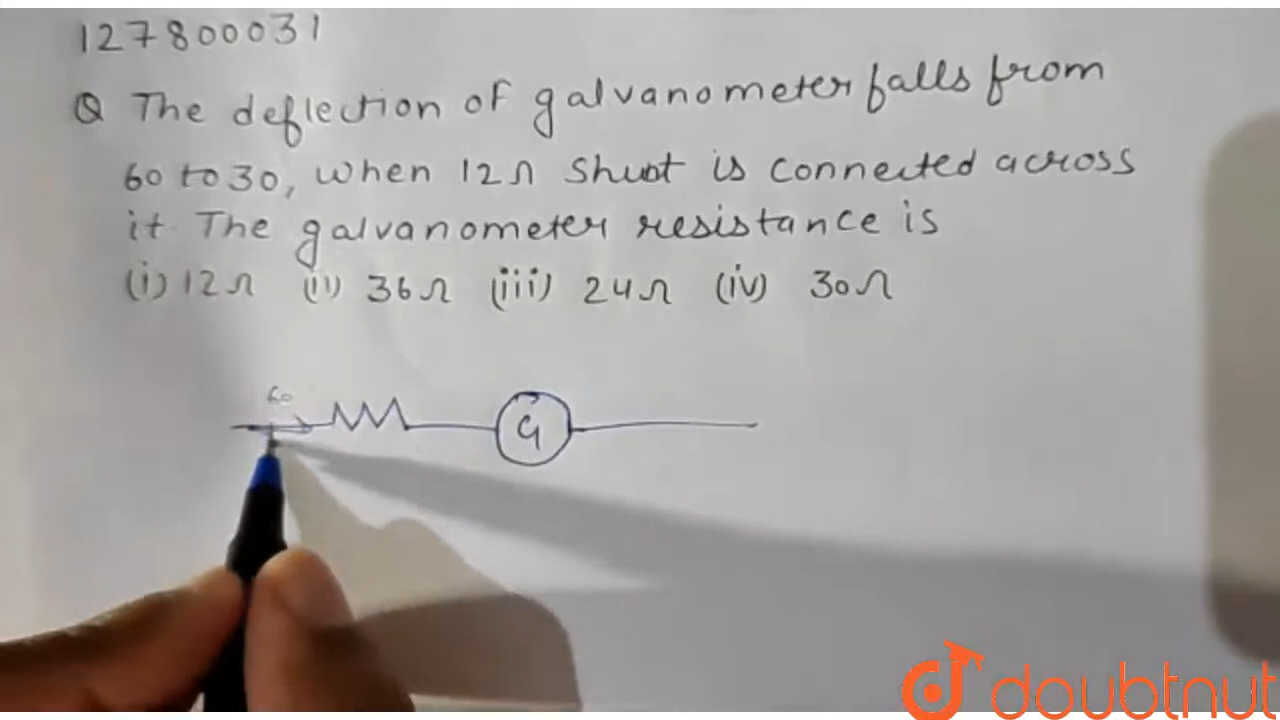 127800031
Q The deflection of galvanometer falls from
60 to 30, when 12Ω Shunt is connected across
it. The galvanometer resistance is
(i) 12Ω (ii) 36Ω (iii) 24Ω (iv) 30Ω
60
G
doubtnut